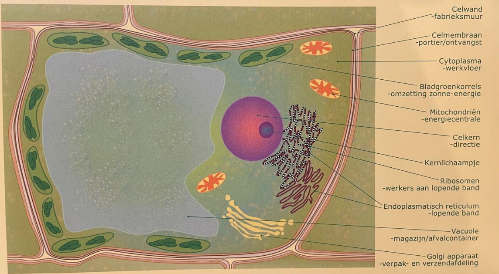 Celwand
-fabrieksmuur
Celmembraan
-portier/ontvangst
Cytoplasma
-werkvloer
Bladgroenkorrels
-omzetting zonne-energie
Mitochondriën
-energiecentrale
Celkern
-directie
Kernlichaampje
Ribosomen
-werkers aan lopende band
Endoplasmatisch reticulum
-lopende band
Vacuole
-magazijn/afvalcontainer
Golgi apparaat
-verpak- en verzendafdeling